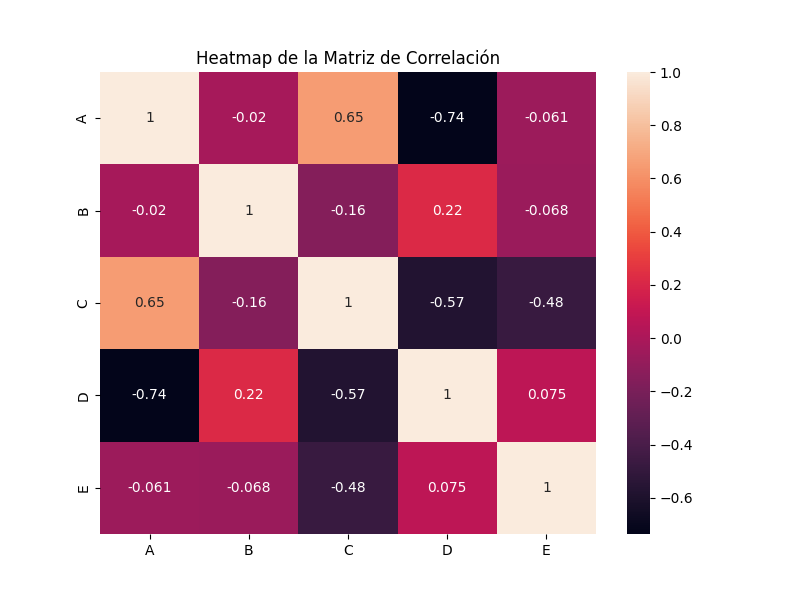 Heatmap de la Matriz de Correlación
A 1 -0.02 0.65 -0.74 -0.061
B -0.02 1 -0.16 0.22 -0.068
C 0.65 -0.16 1 -0.57 -0.48
D -0.74 0.22 -0.57 1 0.075
E -0.061 -0.068 -0.48 0.075 1
A B C D E
1.0
0.8
0.6
0.4
0.2
0.0
−0.2
−0.4
−0.6